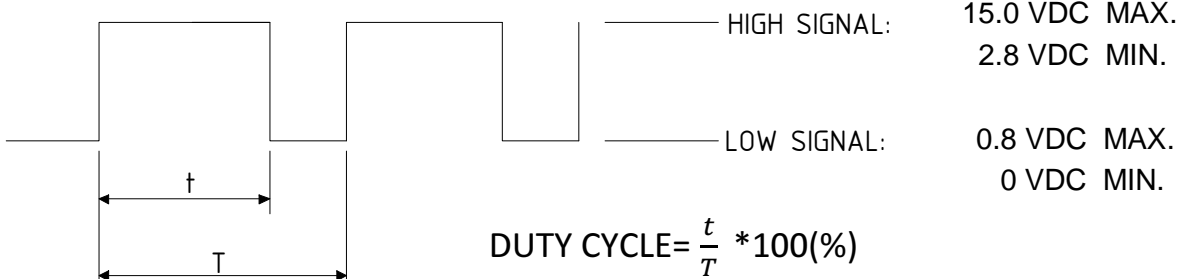 HIGH SIGNAL: 15.0 VDC MAX.
2.8 VDC MIN.
LOW SIGNAL: 0.8 VDC MAX.
0 VDC MIN.
t
T
DUTY CYCLE= t/T *100(%)